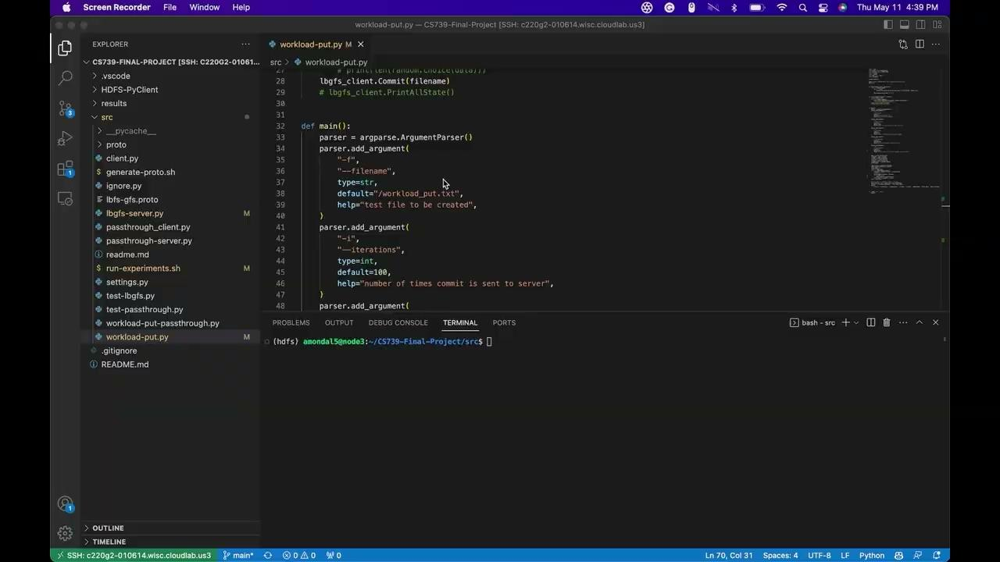 Screen Recorder File Window Help Thu May 11 4:39 PM
workload-put.py — CS739-Final-Project [SSH: c220g2-010614.wisc.cloudlab.us3]
EXPLORER
CS739-FINAL-PROJECT [SSH: C220G2-01061...
.vscode
HDFS-PyClient
results
3
src
__pycache__
proto
client.py
1
$ generate-proto.sh
ignore.py
lbfs-gfs.proto
lbgfs-server.py M
passthrough_client.py
passthrough-server.py
readme.md
$ run-experiments.sh M
settings.py
test-lbgfs.py
test-passthrough.py
workload-put-passthrough.py
workload-put.py M
.gitignore
README.md
1
OUTLINE
TIMELINE
workload-put.py M
src > workload-put.py
27 # print(len(random.choice(data)))
28 lbgfs_client.Commit(filename)
29 # lbgfs_client.PrintAllState()
30
31
32 def main():
33 parser = argparse.ArgumentParser()
34 parser.add_argument(
35 "-f",
36 "--filename",
37 type=str,
38 default="/workload_put.txt",
39 help="test file to be created",
40 )
41 parser.add_argument(
42 "-i",
43 "--iterations",
44 type=int,
45 default=100,
46 help="number of times commit is sent to server",
47 )
48 parser.add_argument(
PROBLEMS OUTPUT DEBUG CONSOLE TERMINAL PORTS bash - src
(hdfs) amondal5@node3:~/CS739-Final-Project/src$
SSH: c220g2-010614.wisc.cloudlab.us3 main* 0 0 0 Ln 70, Col 31 Spaces: 4 UTF-8 LF Python